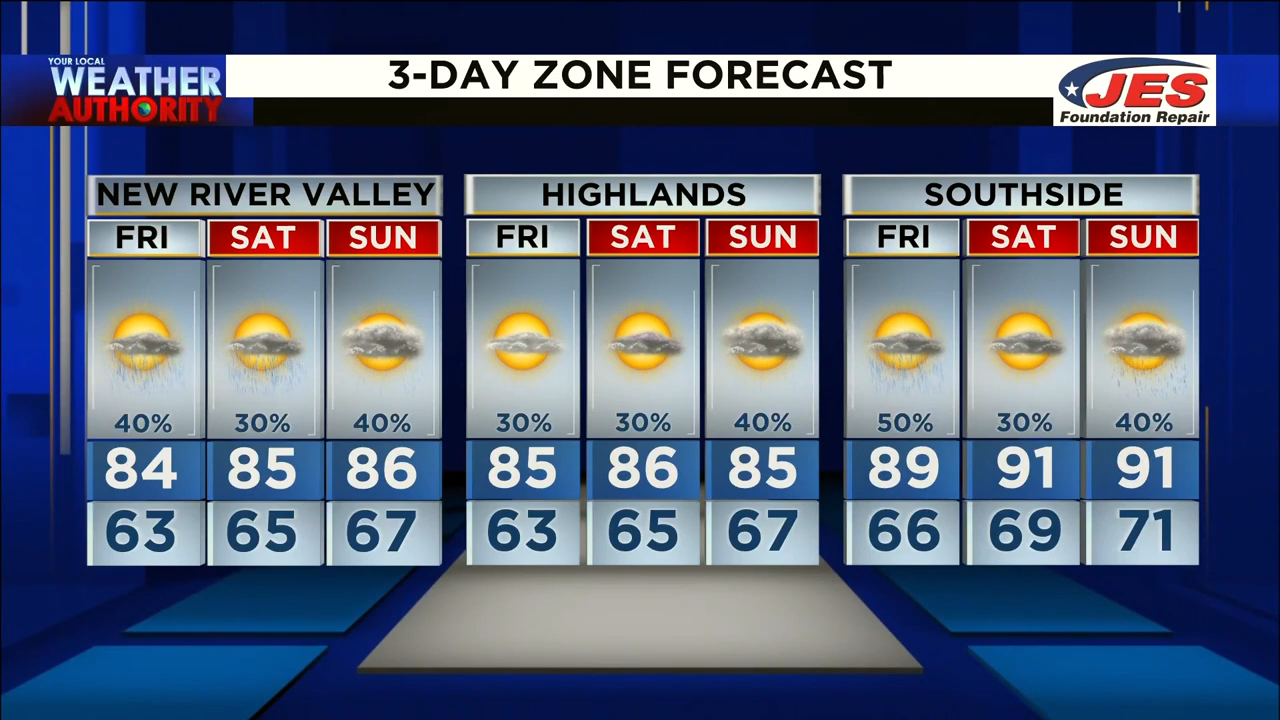 YOUR LOCAL
WEATHER
AUTHORITY
3-DAY ZONE FORECAST
JES
Foundation Repair
NEW RIVER VALLEY
FRI SAT SUN
40% 30% 40%
84 85 86
63 65 67
HIGHLANDS
FRI SAT SUN
30% 30% 40%
85 86 85
63 65 67
SOUTHSIDE
FRI SAT SUN
50% 30% 40%
89 91 91
66 69 71